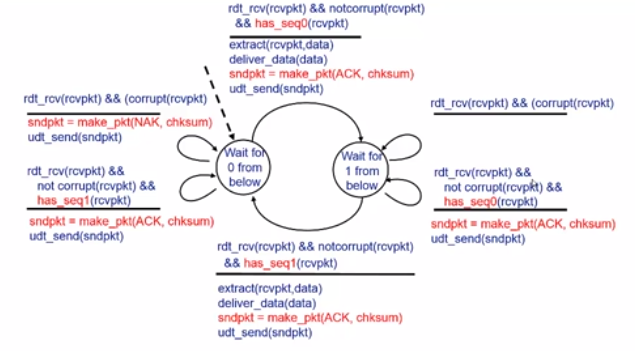 rdt_rcv(rcvpkt) && notcorrupt(rcvpkt)
&& has_seq0(rcvpkt)
extract(rcvpkt,data)
deliver_data(data)
sndpkt = make_pkt(ACK, chksum)
udt_send(sndpkt)
rdt_rcv(rcvpkt) && (corrupt(rcvpkt)
sndpkt = make_pkt(NAK, chksum)
udt_send(sndpkt)
rdt_rcv(rcvpkt) &&
not corrupt(rcvpkt) &&
has_seq1(rcvpkt)
sndpkt = make_pkt(ACK, chksum)
udt_send(sndpkt)
Wait for
0 from
below
Wait for
1 from
below
rdt_rcv(rcvpkt) && (corrupt(rcvpkt)
rdt_rcv(rcvpkt) &&
not corrupt(rcvpkt) &&
has_seq0(rcvpkt)
sndpkt = make_pkt(ACK, chksum)
udt_send(sndpkt)
rdt_rcv(rcvpkt) && notcorrupt(rcvpkt)
&& has_seq1(rcvpkt)
extract(rcvpkt,data)
deliver_data(data)
sndpkt = make_pkt(ACK, chksum)
udt_send(sndpkt)